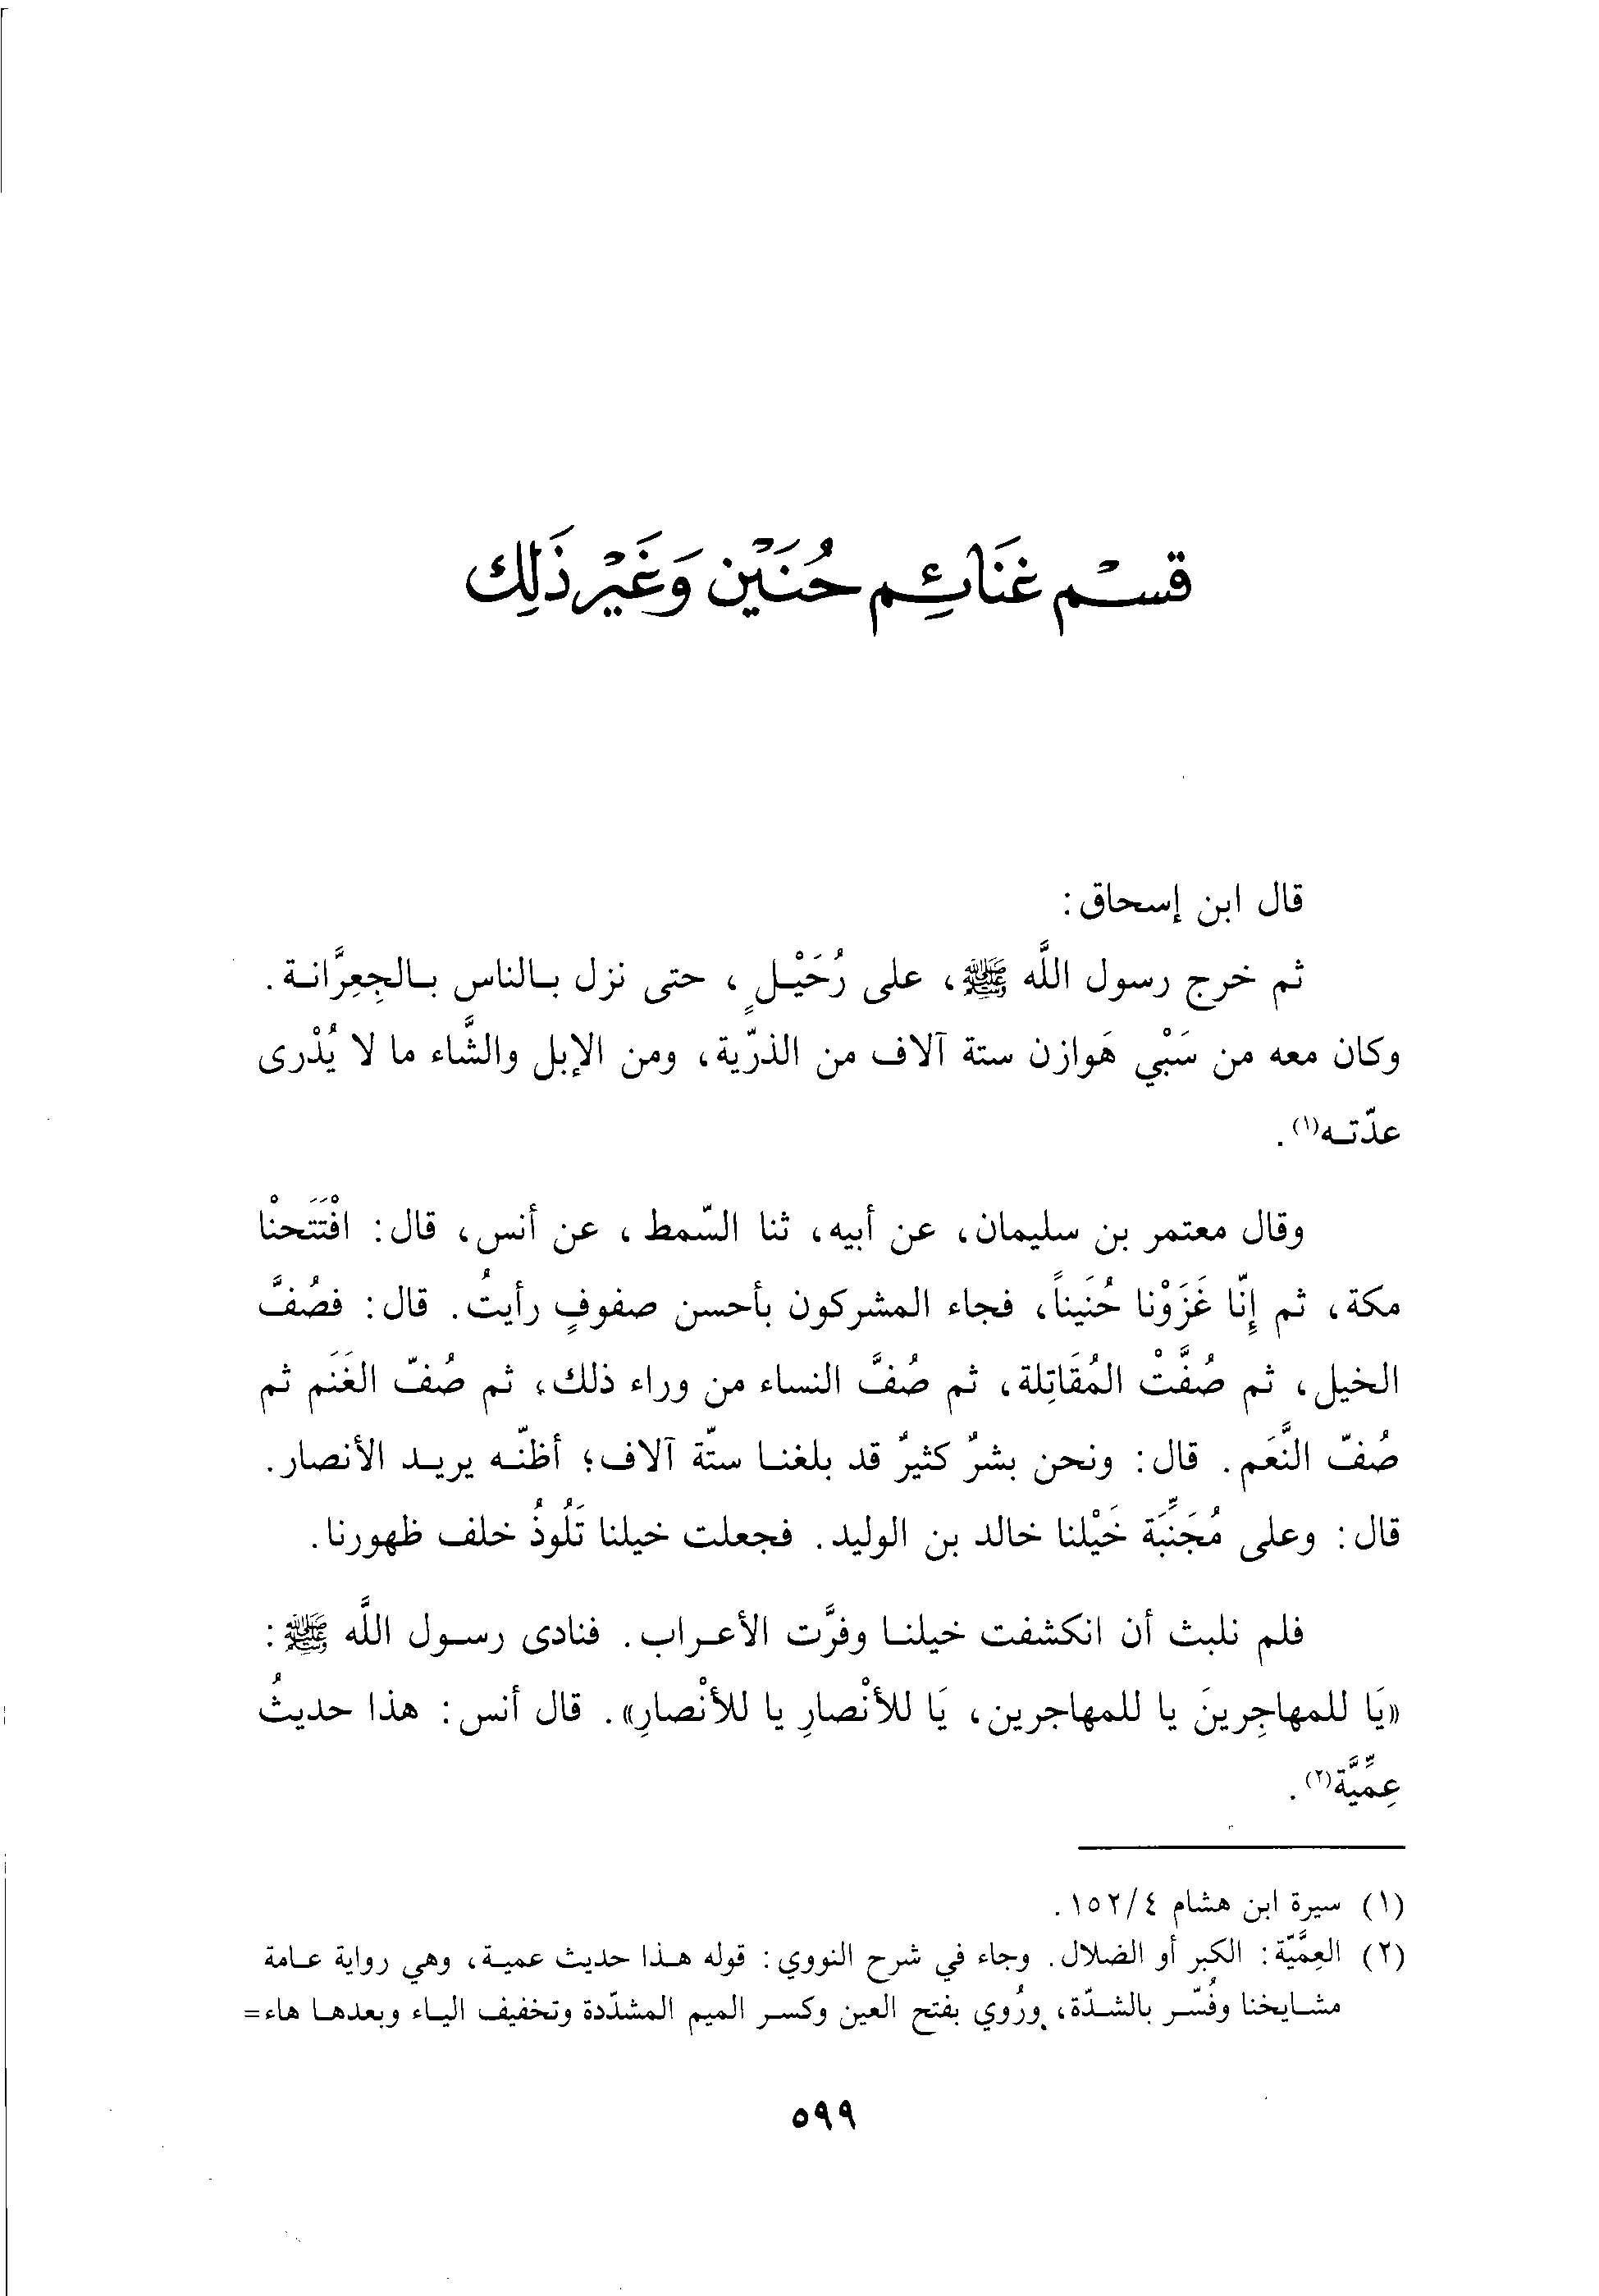 قسْم غَنَائِم حُنَيْن وَغَيْر ذَلِك
قال ابن إسحاق:
ثم خرج رسول اللَّه ﷺ، على رُحَيْلٍ، حتى نزل بالناس بالجِعِرَّانة.
وكان معه من سَبْي هَوازن ستة آلاف من الذرّية، ومن الإبل والشَّاء ما لا يُدْرى
عدّته(١).
وقال معتمر بن سليمان، عن أبيه، ثنا السّمط، عن أنس، قال: افْتَتَحنْا
مكة، ثم إِنّا غَزَوْنا حُنَيناً، فجاء المشركون بأحسن صفوفٍ رأيتُ. قال: فصُفَّ
الخيل، ثم صُفَّتْ المُقَاتِلة، ثم صُفَّ النساء من وراء ذلك، ثم صُفّ الغَنَم ثم
صُفّ النَّعَم. قال: ونحن بشرٌ كثيرٌ قد بلغنا ستّة آلاف؛ أظنّه يريد الأنصار.
قال: وعلى مُجَنِّبَة خَيْلنا خالد بن الوليد. فجعلت خيلنا تَلُوذُ خلف ظهورنا.
فلم نلبث أن انكشفت خيلنا وفرَّت الأعراب. فنادى رسول اللَّه ﷺ:
«يَا للمهاجِرينَ يا للمهاجرين، يَا للأنْصارِ يا للأنْصارِ». قال أنس: هذا حديثُ
عِمِّيَّة(٢).
(١) سيرة ابن هشام ٤/١٥٢.
(٢) العِمَّيّة: الكبر أو الضلال. وجاء في شرح النووي: قوله هذا حديث عمية، وهي رواية عامة
مشايخنا وفُسّر بالشدّة، ورُوي بفتح العين وكسر الميم المشدّدة وتخفيف الياء وبعدها هاء=
٥٩٩